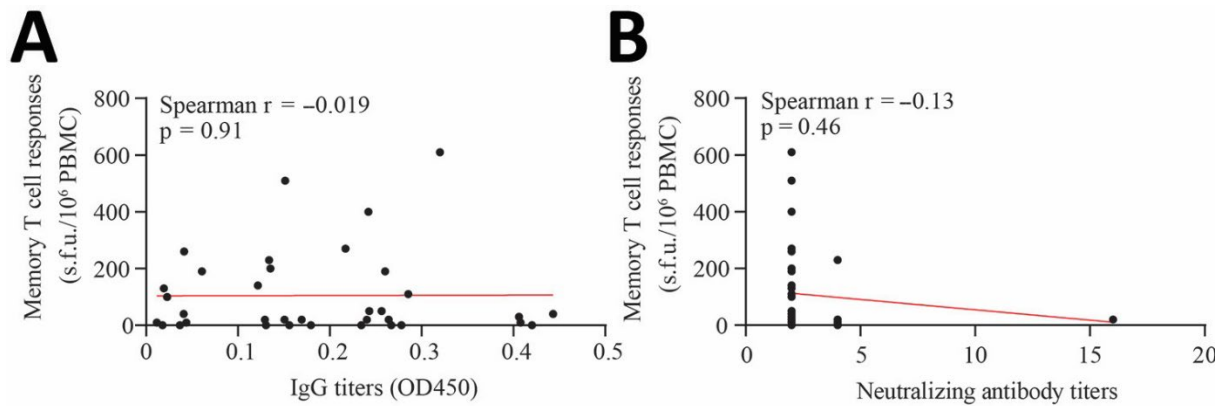 A
Memory T cell responses
(s.f.u./10⁶ PBMC)
800
600
400
200
0
Spearman r = −0.019
p = 0.91
0 0.1 0.2 0.3 0.4 0.5
IgG titers (OD450)
B
Memory T cell responses
(s.f.u./10⁶ PBMC)
800
600
400
200
0
Spearman r = −0.13
p = 0.46
0 5 10 15 20
Neutralizing antibody titers